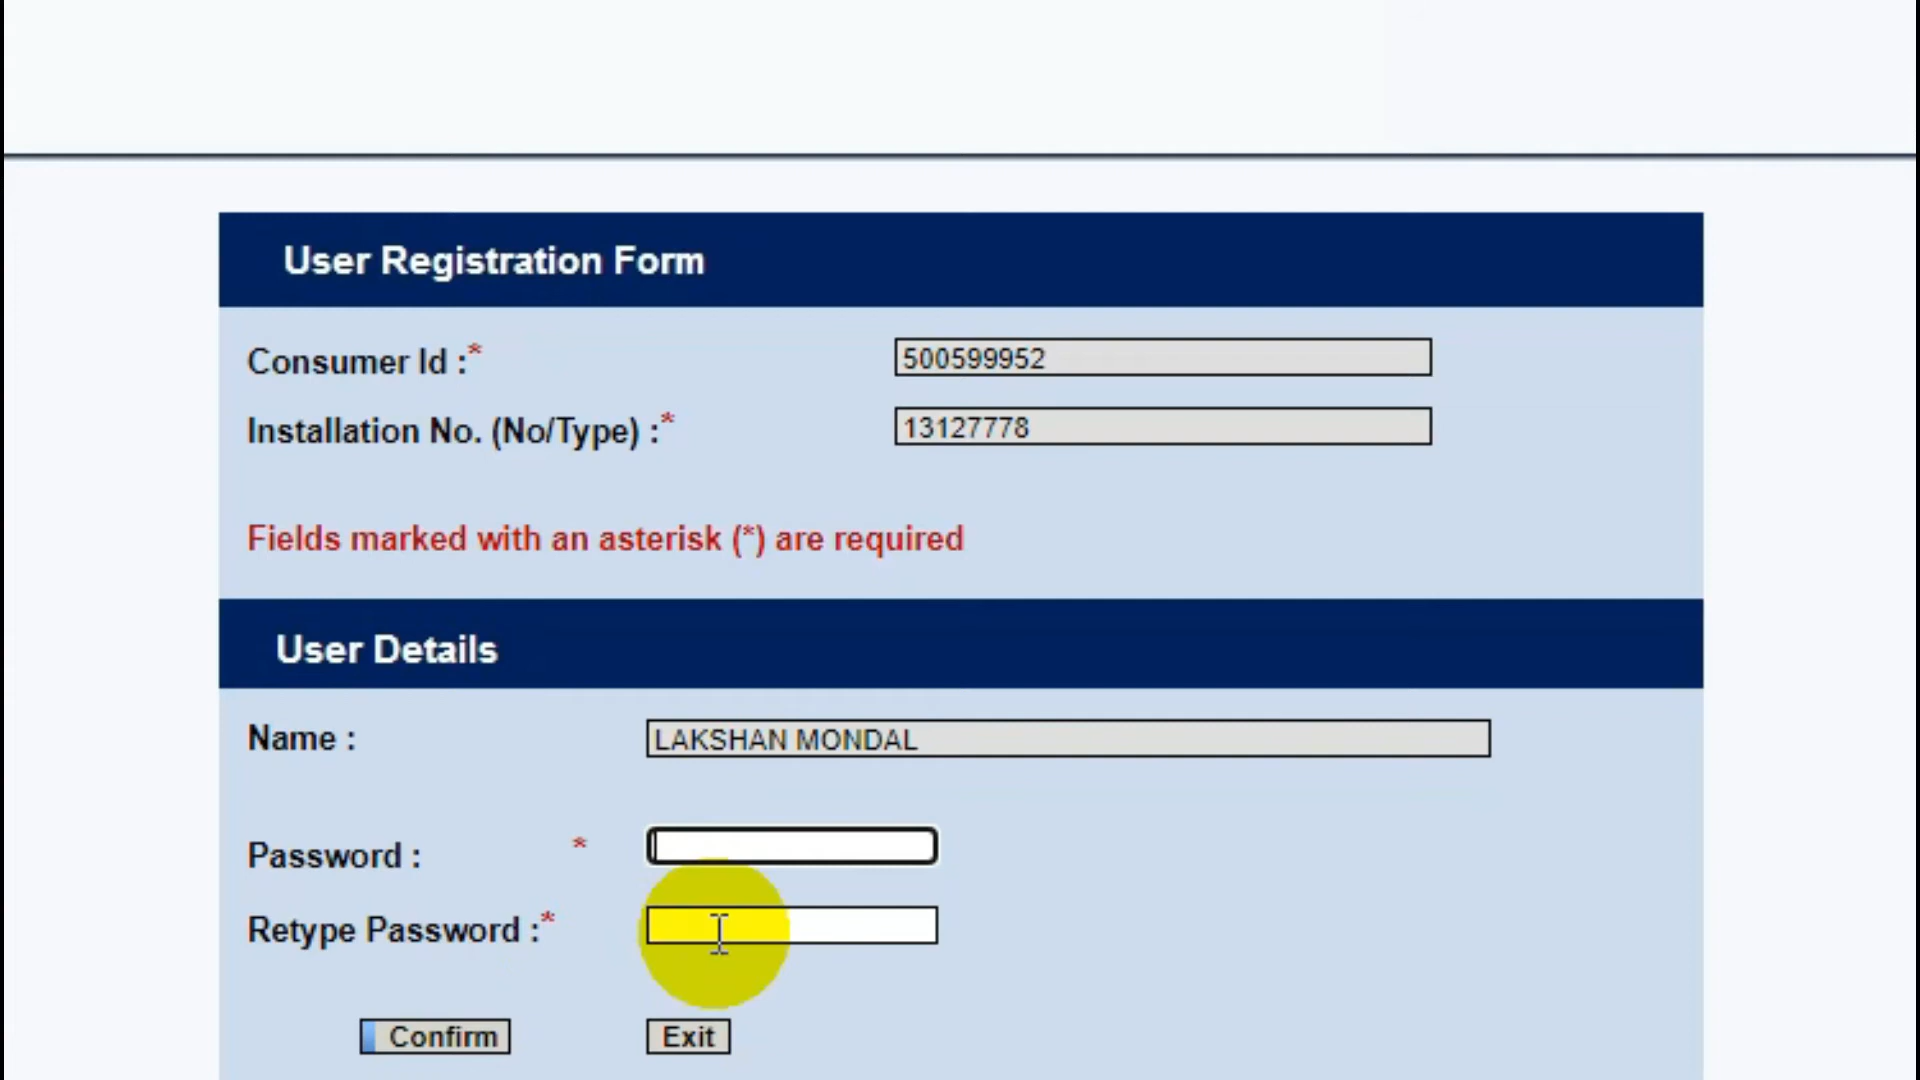 User Registration Form
Consumer Id :* 500599952
Installation No. (No/Type) :* 13127778
Fields marked with an asterisk (*) are required
User Details
Name : LAKSHAN MONDAL
Password : *
Retype Password :*
Confirm Exit